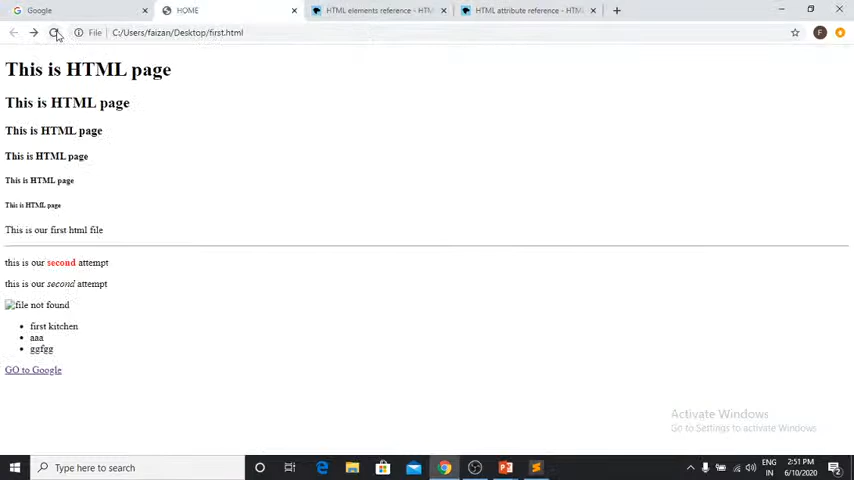 Google
HOME
HTML elements reference - HTM
HTML attribute reference - HTML
File
C:/Users/faizan/Desktop/first.html
F
This is HTML page
This is HTML page
This is HTML page
This is HTML page
This is HTML page
This is HTML page
This is our first html file
this is our second attempt
this is our second attempt
file not found
first kitchen
aaa
ggfgg
GO to Google
Activate Windows
Go to Settings to activate Windows.
Type here to search
ENG
IN
2:51 PM
6/10/2020
2